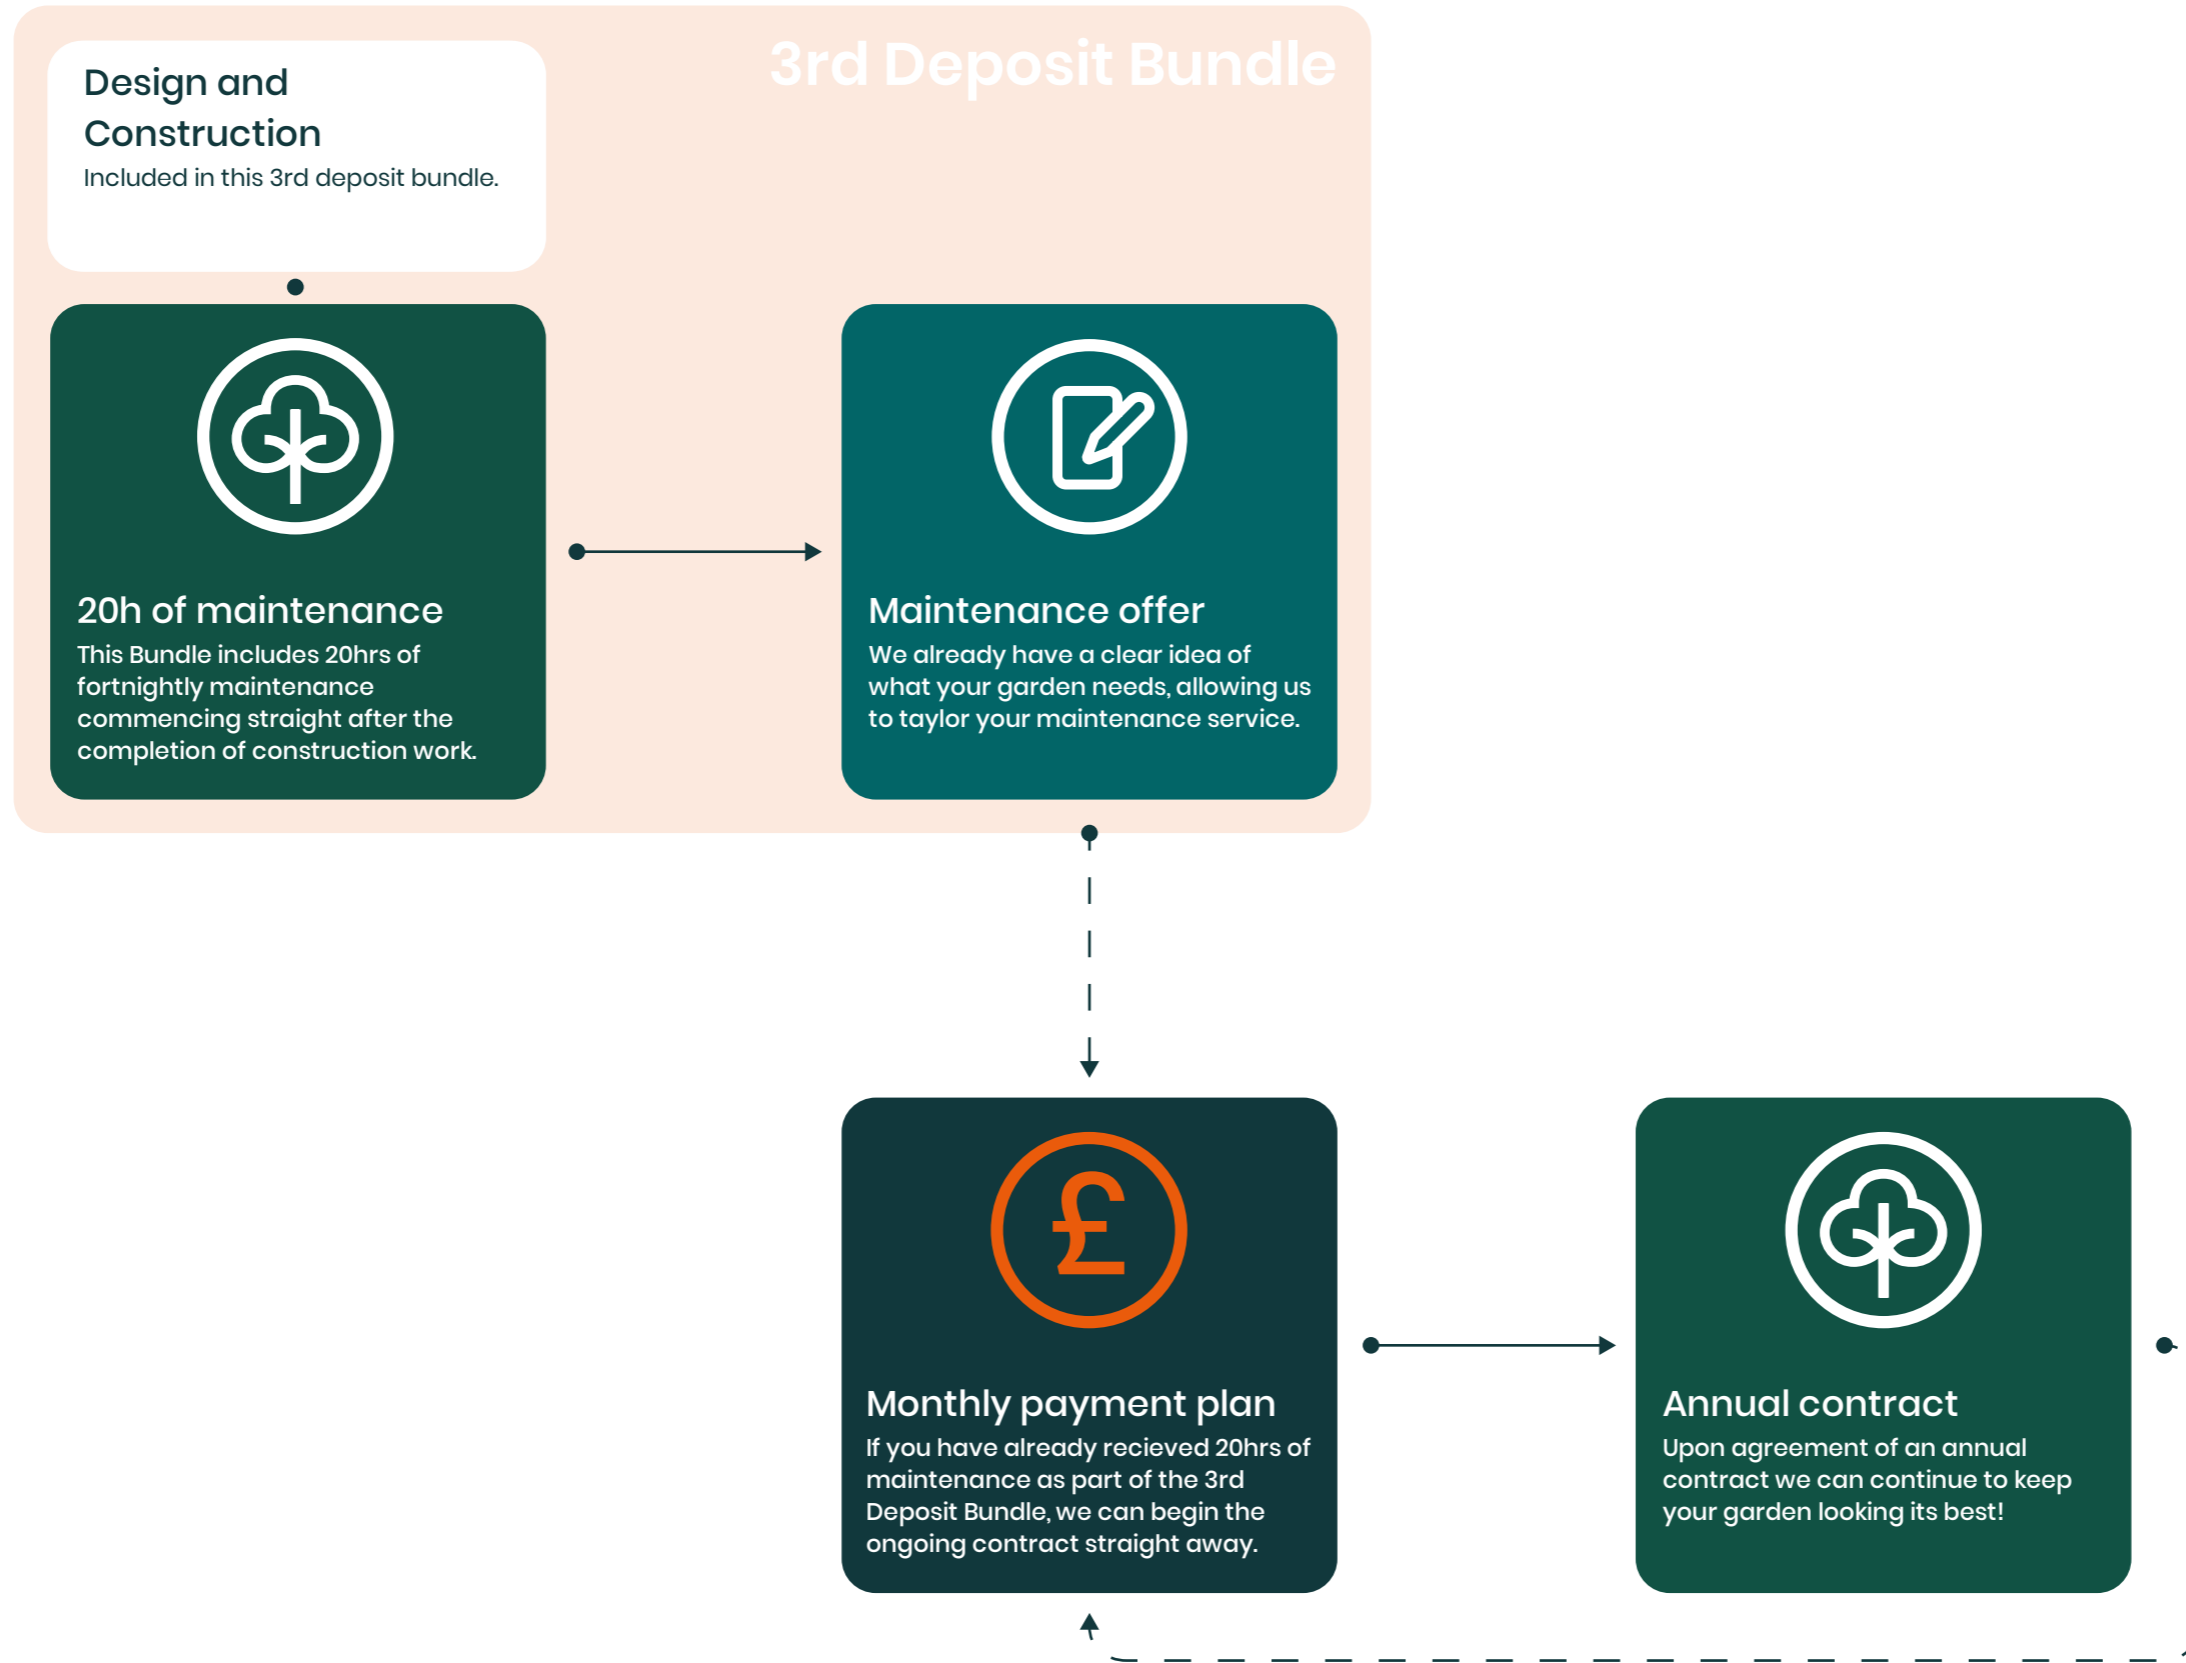 3rd Deposit Bundle
Design and
Construction
Included in this 3rd deposit bundle.
20h of maintenance
This Bundle includes 20hrs of
fortnightly maintenance
commencing straight after the
completion of construction work.
Maintenance offer
We already have a clear idea of
what your garden needs, allowing us
to taylor your maintenance service.
£
Monthly payment plan
If you have already recieved 20hrs of
maintenance as part of the 3rd
Deposit Bundle, we can begin the
ongoing contract straight away.
Annual contract
Upon agreement of an annual
contract we can continue to keep
your garden looking its best!